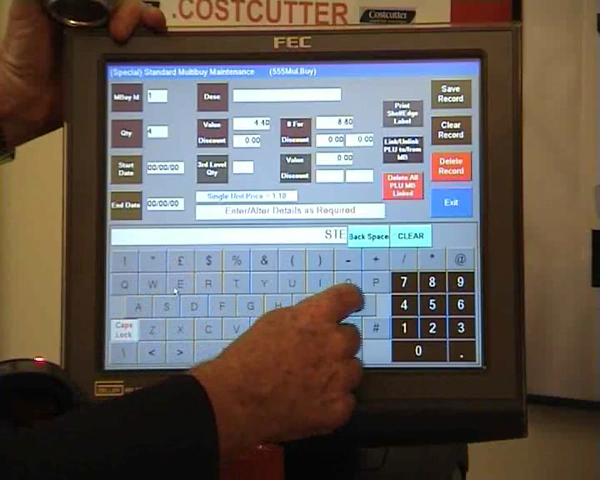 .COSTCUTTER
Costcutter
FEC
(Special) Standard Multibuy Maintenance (555Mul.Buy)
MBuy Id 1 Desc
Print Shelf/Edge Label
Save Record
Qty 4 Value 4.40 8 For 8.80
Discount 0.00 Discount 0.00 0.00
Link/Unlink PLU to/from MB
Clear Record
Start Date 00/00/00 3rd Level Qty Value 0.00
Discount
Delete All PLU MB Linked
Delete Record
End Date 00/00/00 Single Unit Price = 1.10
Enter/Alter Details as Required
Exit
STE Back Space CLEAR
! " £ $ % & ( ) - + / * @
Q W E R T Y U I O P 7 8 9
A S D F G H 4 5 6
Caps Lock Z X C V # 1 2 3
\ < > 0 .